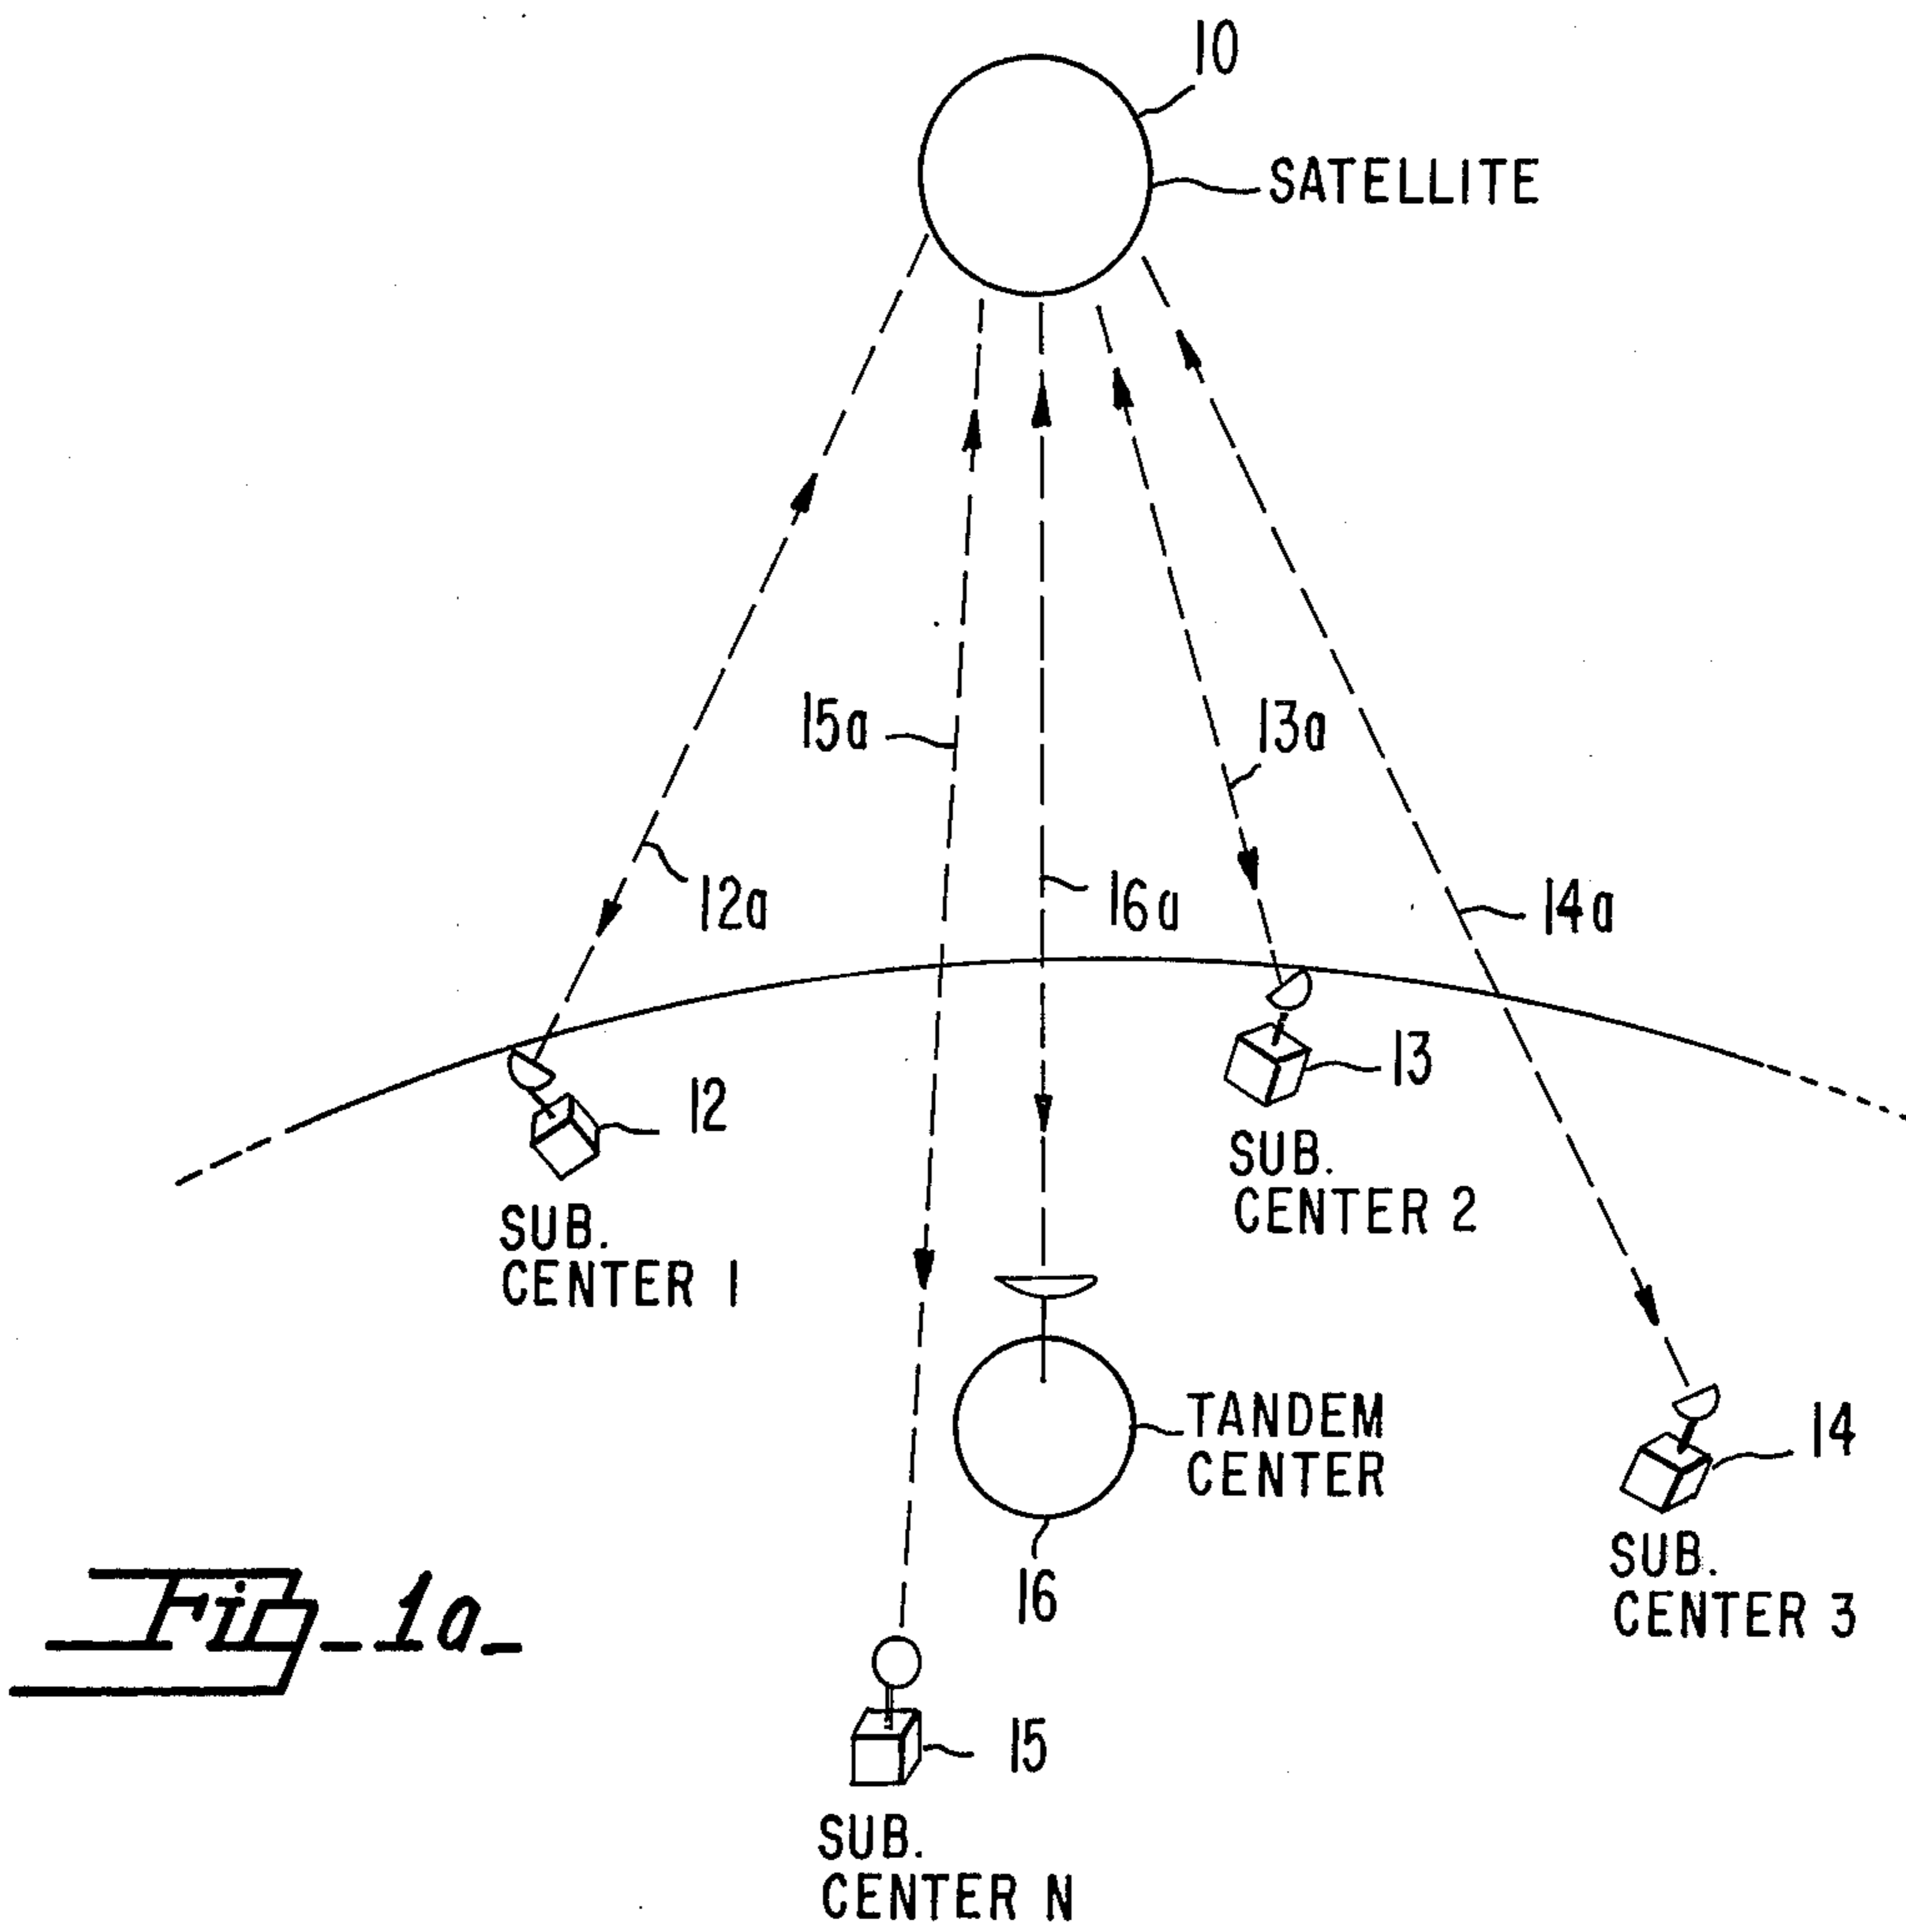 10
SATELLITE
15a
13a
12a
16a
14a
12
13
SUB.
CENTER 1
SUB.
CENTER 2
TANDEM
CENTER
14
16
SUB.
CENTER 3
Fig_1a_
15
SUB.
CENTER N